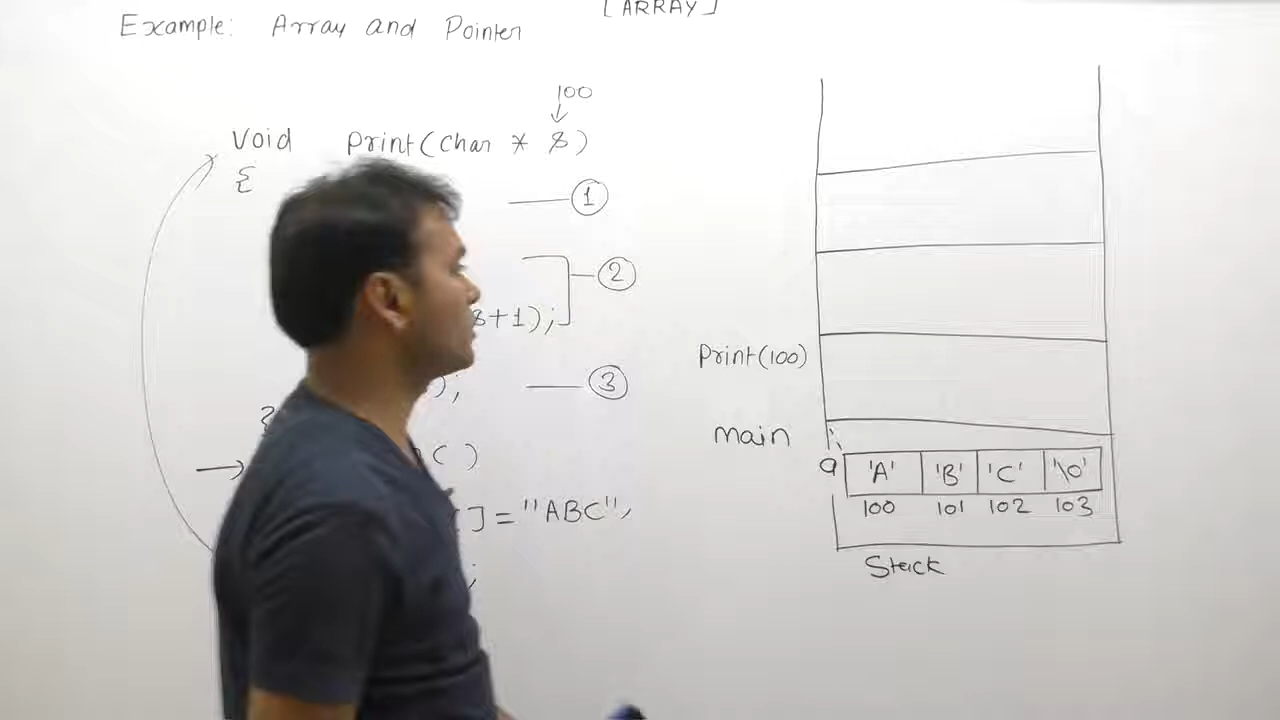 [ARRAY]
Example: Array and Pointer
100
Void Print(char * s)
{
1
2
s+1);
3
);
}
( )
[]="ABC",
;
Print(100)
main
a 'A' 'B' 'C' '\0'
100 101 102 103
Stack